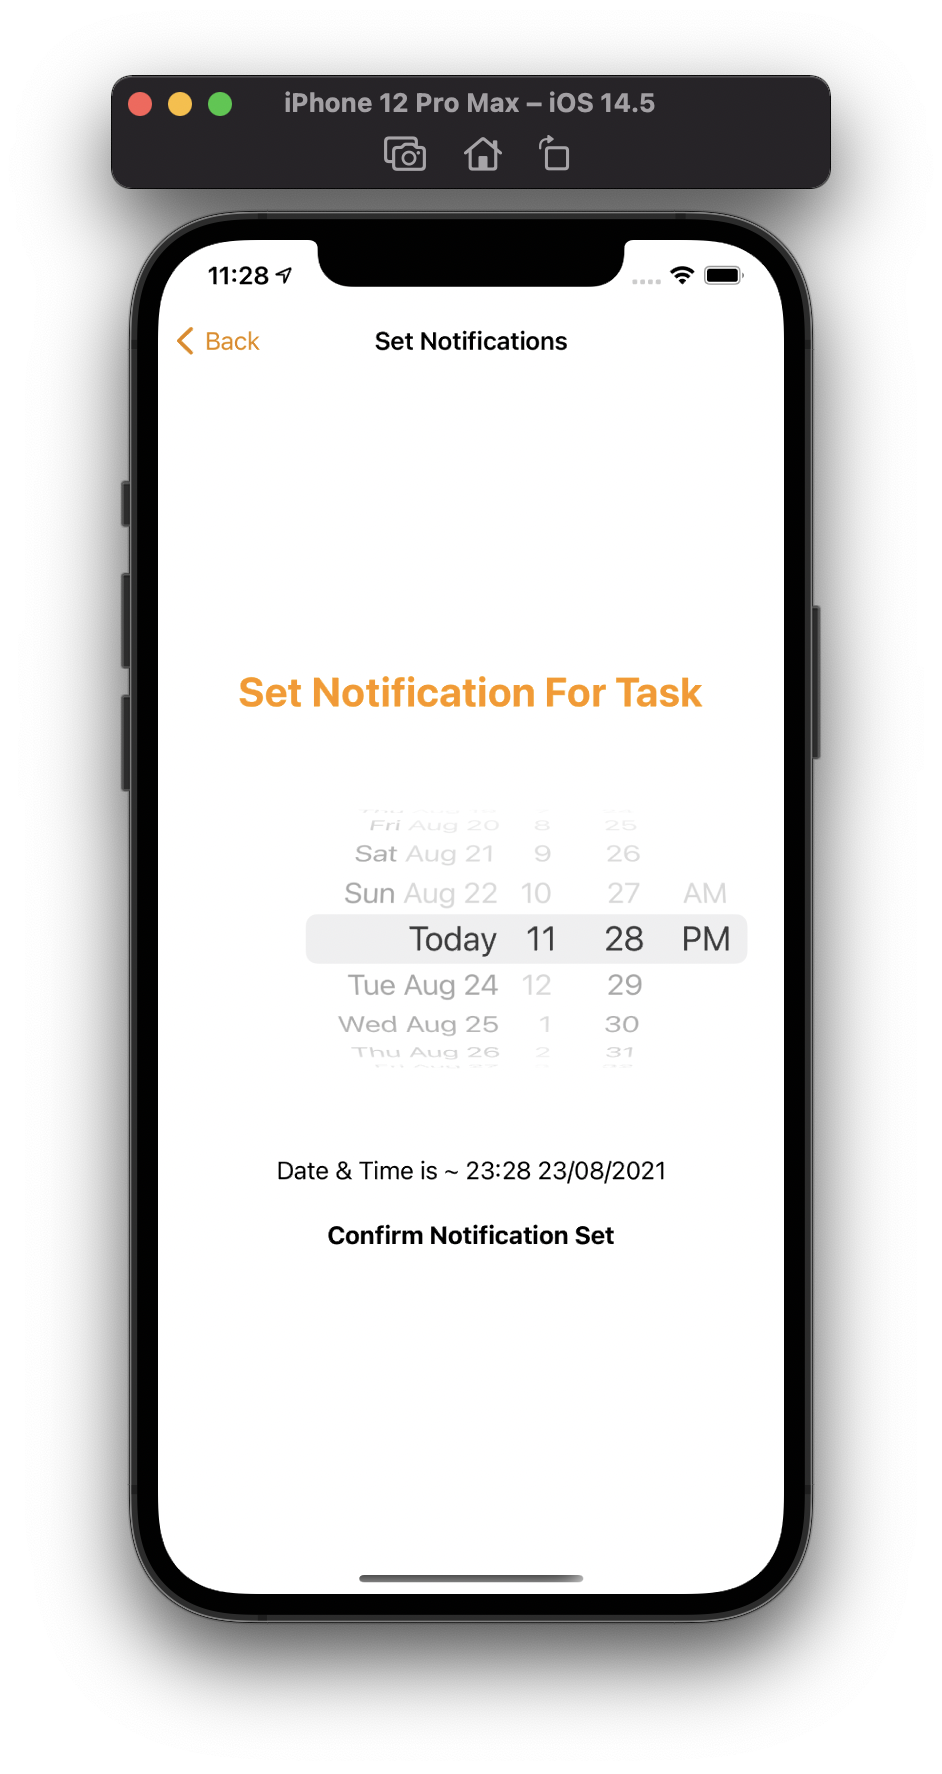 iPhone 12 Pro Max – iOS 14.5
11:28
Back Set Notifications
Set Notification For Task
Fri Aug 20 8 25
Sat Aug 21 9 26
Sun Aug 22 10 27 AM
Today 11 28 PM
Tue Aug 24 12 29
Wed Aug 25 1 30
Thu Aug 26 2 31
Date & Time is ~ 23:28 23/08/2021
Confirm Notification Set